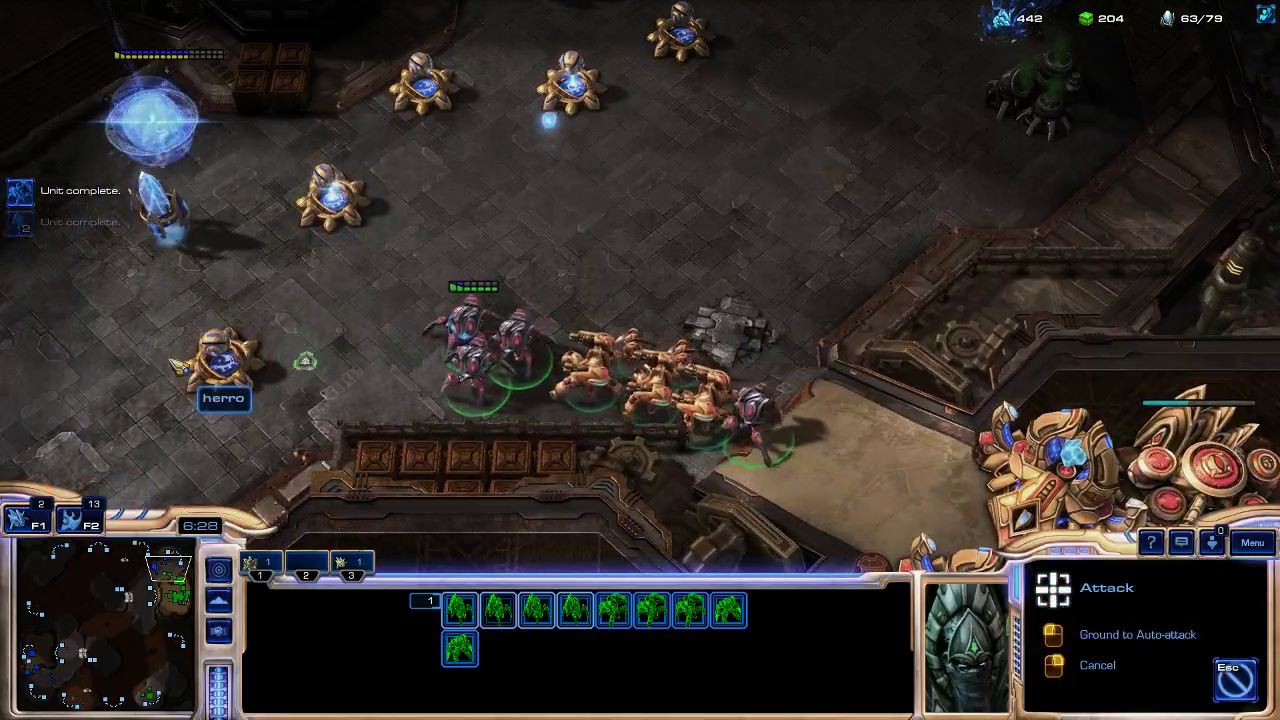 442 204 63/79
Unit complete.
2 Unit complete.
herro
2 13
F1 F2
6:28
0
? Menu
1 1
1 2 3
1
Attack
Ground to Auto-attack
Cancel
Esc